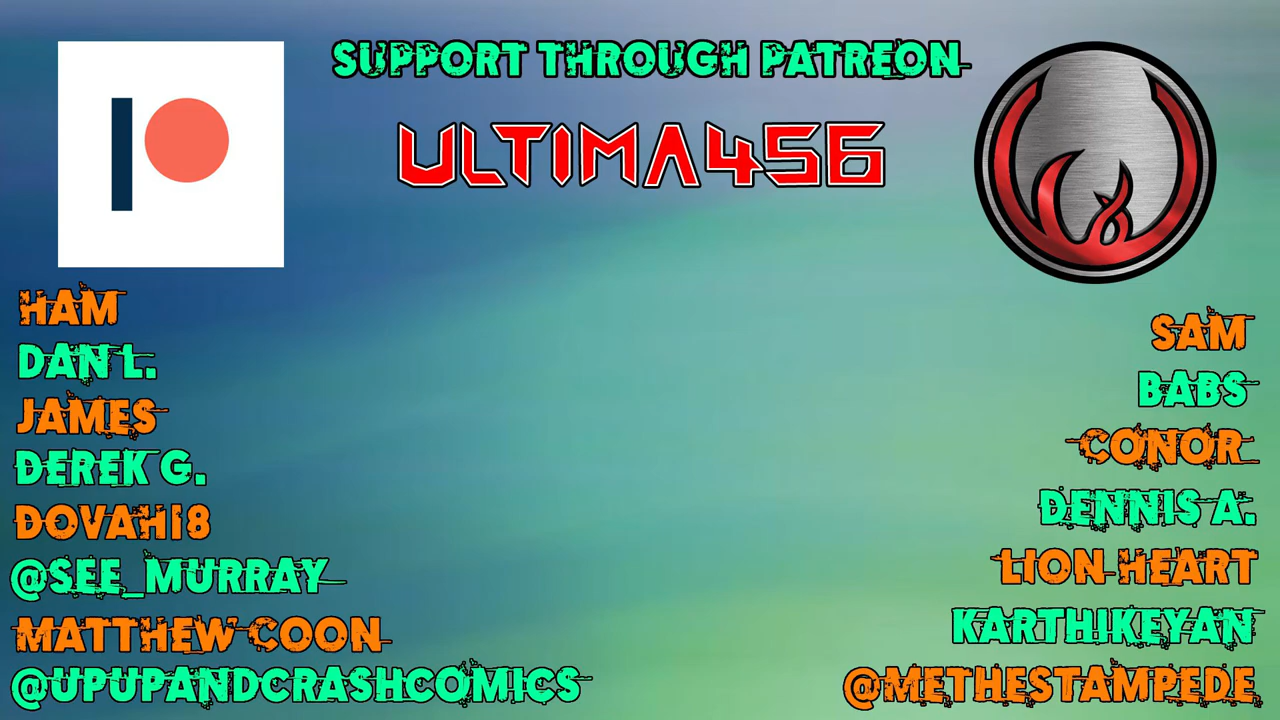 SUPPORT THROUGH PATREON
ULTIMA456
HAM
DAN L.
JAMES
DEREK G.
DOVAH18
@SEE_MURRAY
MATTHEW COON
@UPUPANDCRASHCOMICS
SAM
BABS
CONOR
DENNIS A.
LION HEART
KARTHIKEYAN
@METHESTAMPEDE